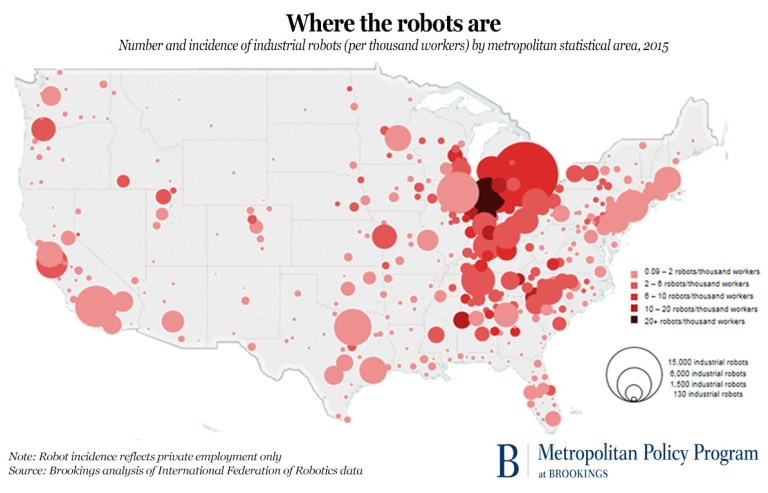 Where the robots are
Number and incidence of industrial robots (per thousand workers) by metropolitan statistical area, 2015
0.09 – 2 robots/thousand workers
2 – 6 robots/thousand workers
6 – 10 robots/thousand workers
10 – 20 robots/thousand workers
20+ robots/thousand workers
15,000 industrial robots
6,000 industrial robots
1,500 industrial robots
130 industrial robots
Note: Robot incidence reflects private employment only
Source: Brookings analysis of International Federation of Robotics data
B
Metropolitan Policy Program
at BROOKINGS